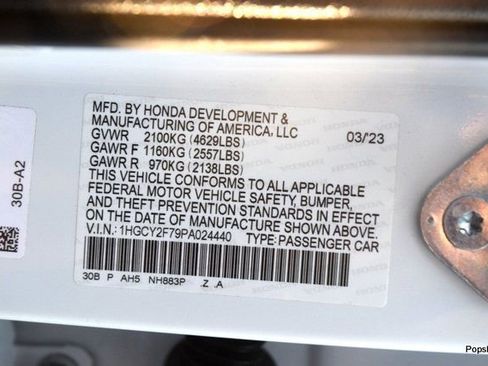 MFD. BY HONDA DEVELOPMENT &
MANUFACTURING OF AMERICA, LLC
03/23
GVWR 2100KG (4629LBS)
GAWR F 1160KG (2557LBS)
GAWR R 970KG (2138LBS)
THIS VEHICLE CONFORMS TO ALL APPLICABLE
FEDERAL MOTOR VEHICLE SAFETY, BUMPER,
AND THEFT PREVENTION STANDARDS IN EFFECT
ON THE DATE OF MANUFACTURE SHOWN ABOVE.
V.I.N.: 1HGCY2F79PA024440 TYPE: PASSENGER CAR
30B P AH5 NH883P Z A
30B-A2